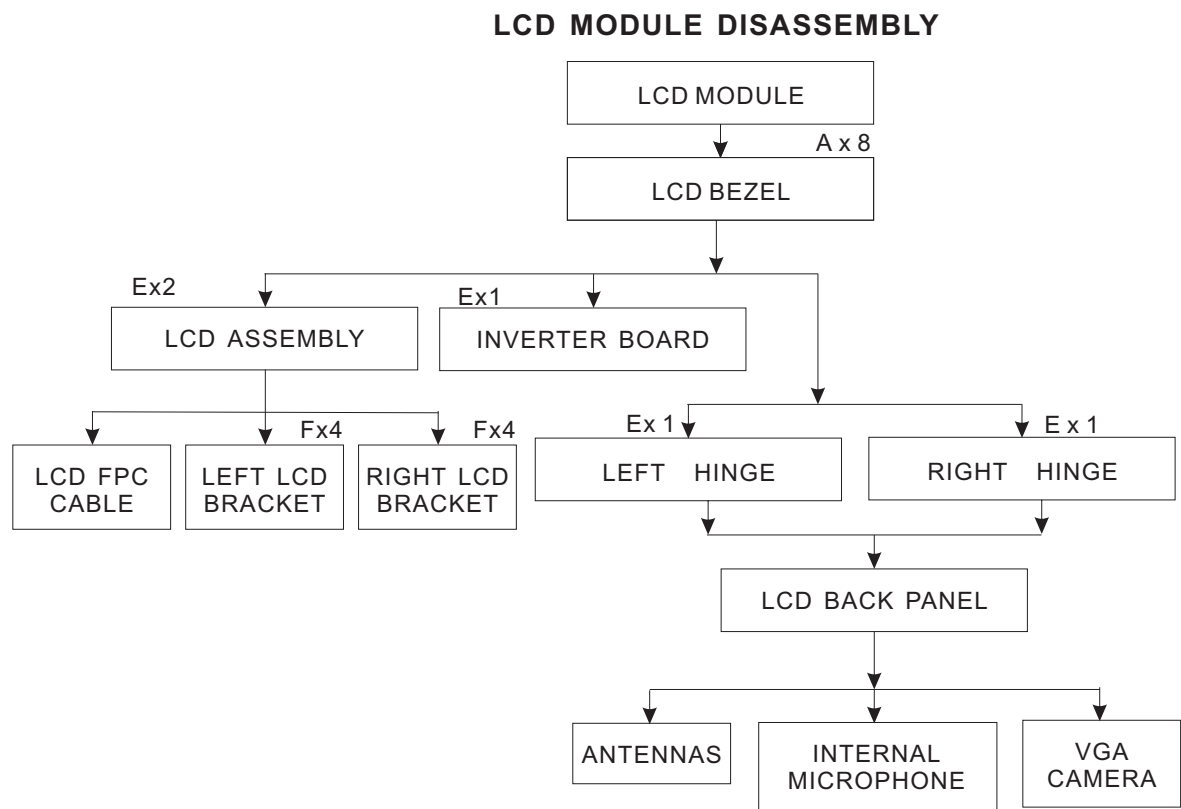 LCD MODULE DISASSEMBLY
LCD MODULE
A x 8
LCD BEZEL
Ex2
LCD ASSEMBLY
Ex1
INVERTER BOARD
Fx4
Fx4
LCD FPC
CABLE
LEFT LCD
BRACKET
RIGHT LCD
BRACKET
Ex 1
LEFT HINGE
E x 1
RIGHT HINGE
LCD BACK PANEL
ANTENNAS
INTERNAL
MICROPHONE
VGA
CAMERA